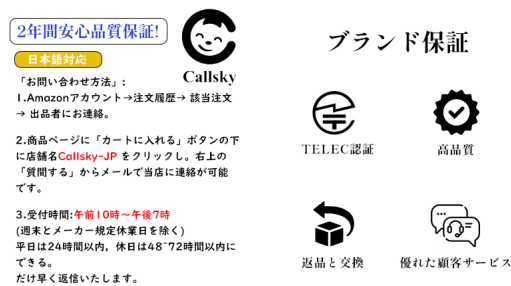 2年間安心品質保証!
日本語対応
Callsky
「お問い合わせ方法」:
1.Amazonアカウント→注文履歴→ 該当注文
→ 出品者にお連絡。
2.商品ページに「カートに入れる」ボタンの下
に店舗名Callsky-JP をクリックし。右上の
「質問する」からメールで当店に連絡が可能
です。
3.受付時間:午前10時～午後7時
(週末とメーカー規定休業日を除く)
平日は24時間以内，休日は48~72時間以内に
できる。
だけ早く返信いたします。
ブランド保証
TELEC認証
高品質
返品と交換
優れた顧客サービス